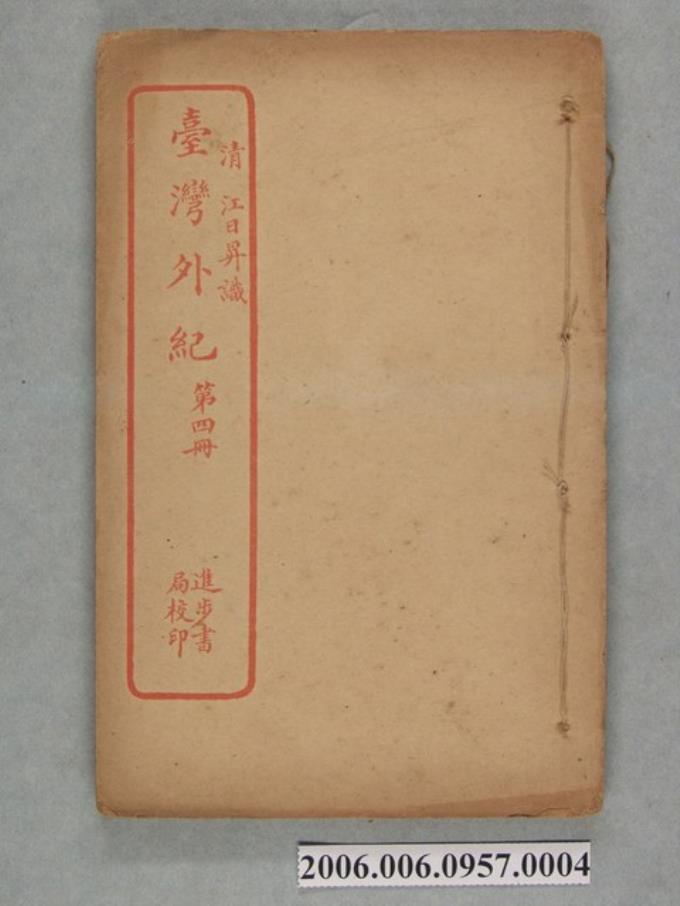 清 江日昇識
臺灣外紀 第四冊
進步書
局校印
2006.006.0957.0004